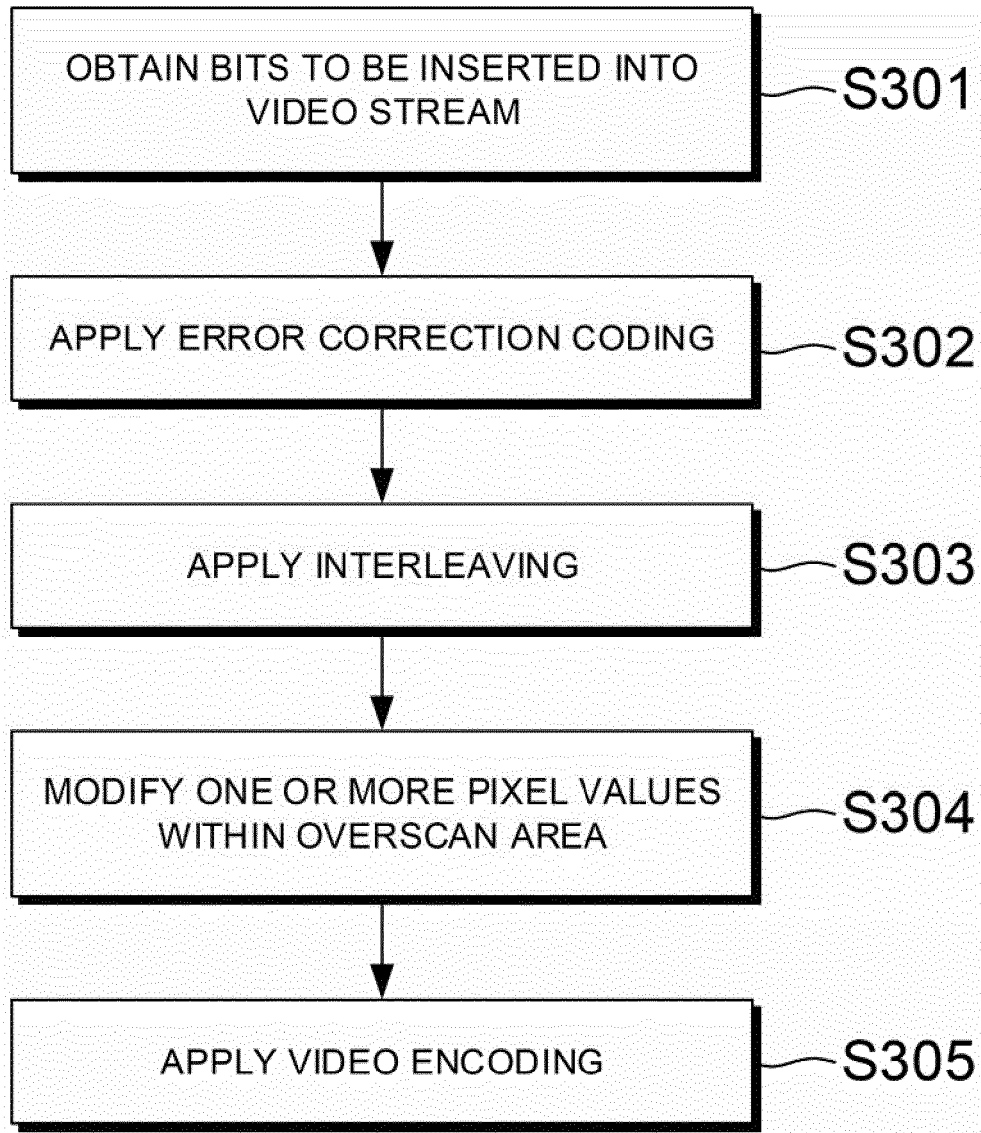 OBTAIN BITS TO BE INSERTED INTO
VIDEO STREAM
S301
APPLY ERROR CORRECTION CODING
S302
APPLY INTERLEAVING
S303
MODIFY ONE OR MORE PIXEL VALUES
WITHIN OVERSCAN AREA
S304
APPLY VIDEO ENCODING
S305